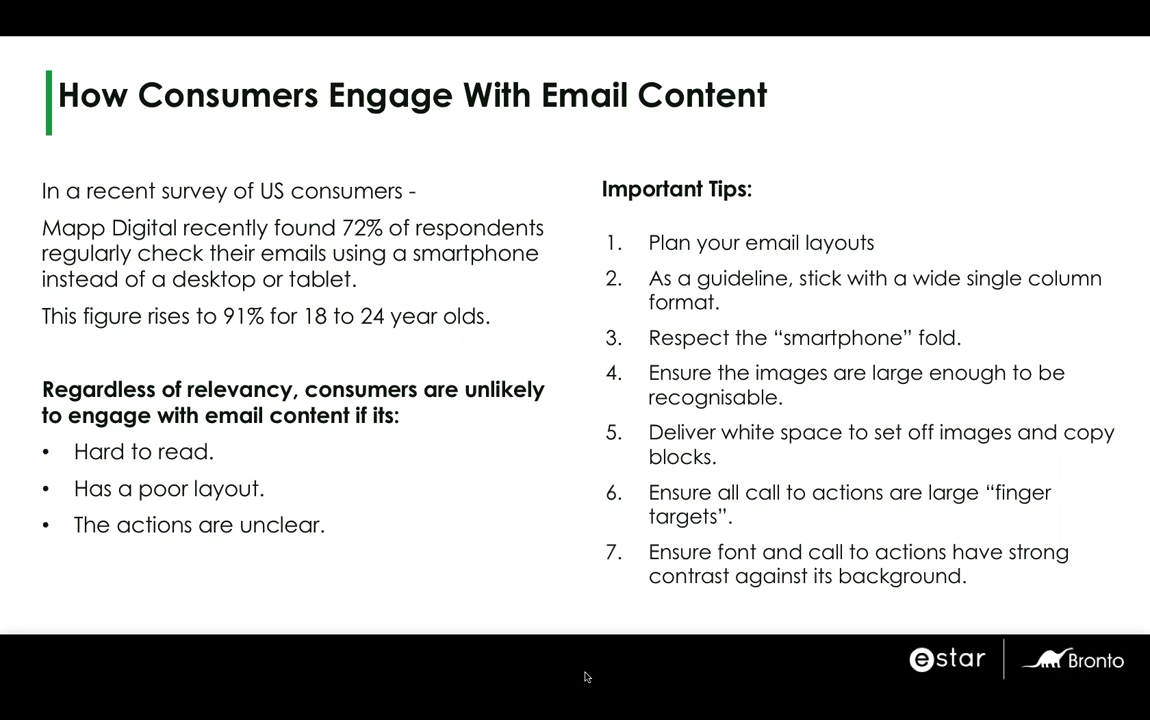 How Consumers Engage With Email Content
In a recent survey of US consumers -
Mapp Digital recently found 72% of respondents
regularly check their emails using a smartphone
instead of a desktop or tablet.
This figure rises to 91% for 18 to 24 year olds.
Regardless of relevancy, consumers are unlikely
to engage with email content if its:
• Hard to read.
• Has a poor layout.
• The actions are unclear.
Important Tips:
1. Plan your email layouts
2. As a guideline, stick with a wide single column
format.
3. Respect the “smartphone” fold.
4. Ensure the images are large enough to be
recognisable.
5. Deliver white space to set off images and copy
blocks.
6. Ensure all call to actions are large “finger
targets”.
7. Ensure font and call to actions have strong
contrast against its background.
estar
Bronto